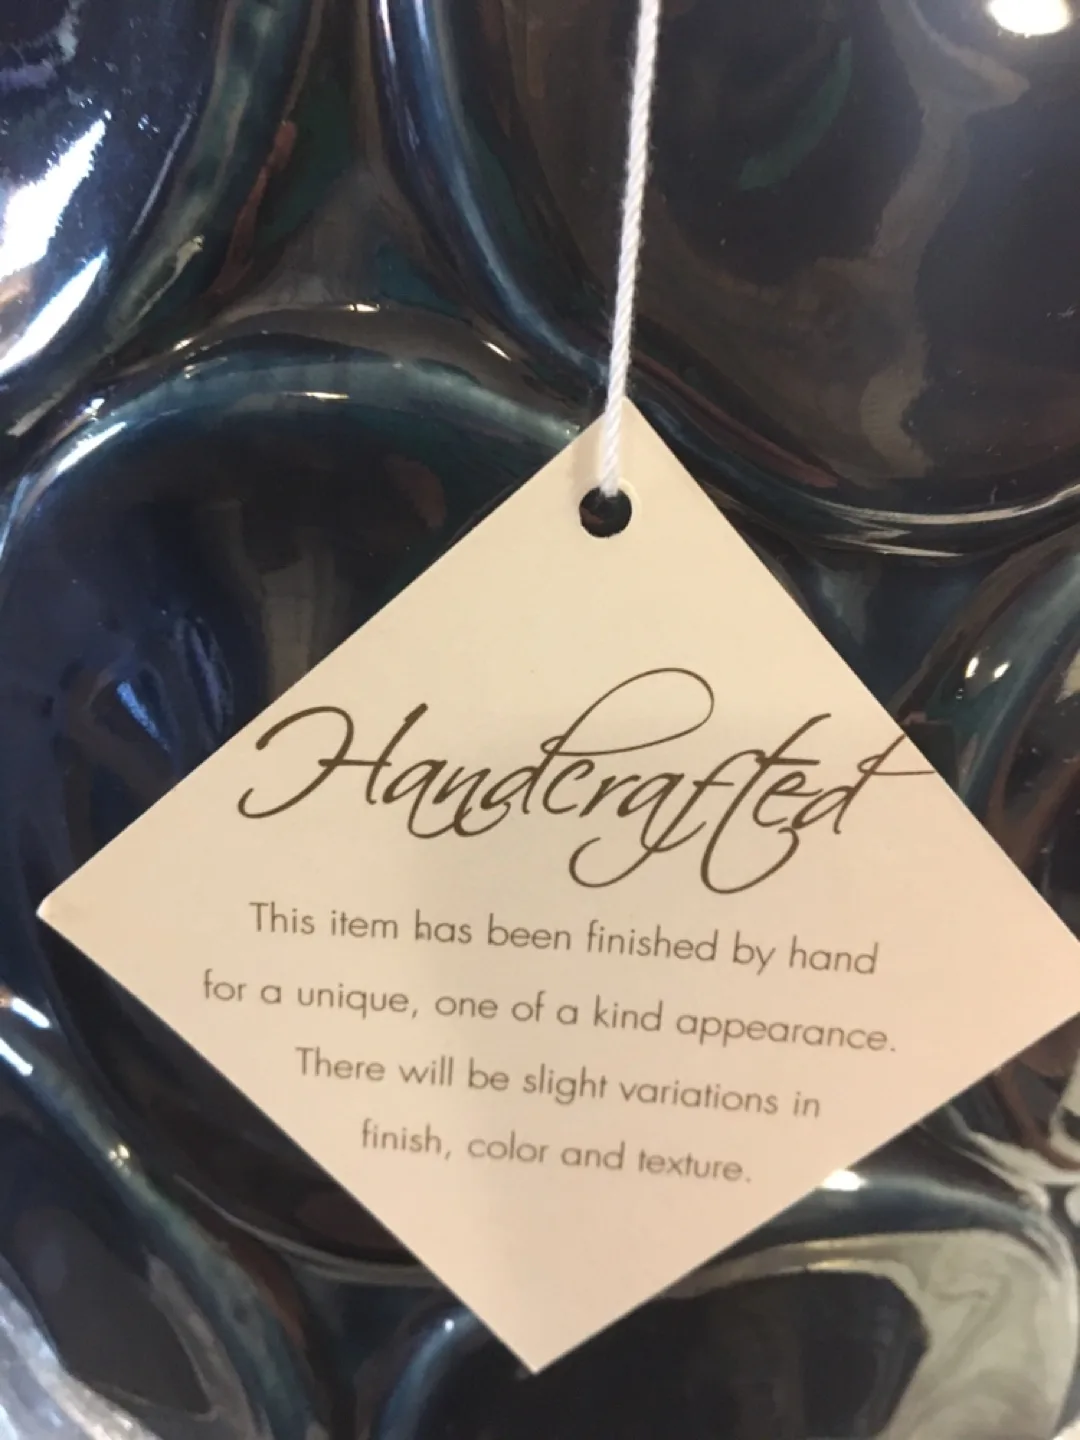 Handcrafted
This item has been finished by hand
for a unique, one of a kind appearance.
There will be slight variations in
finish, color and texture.